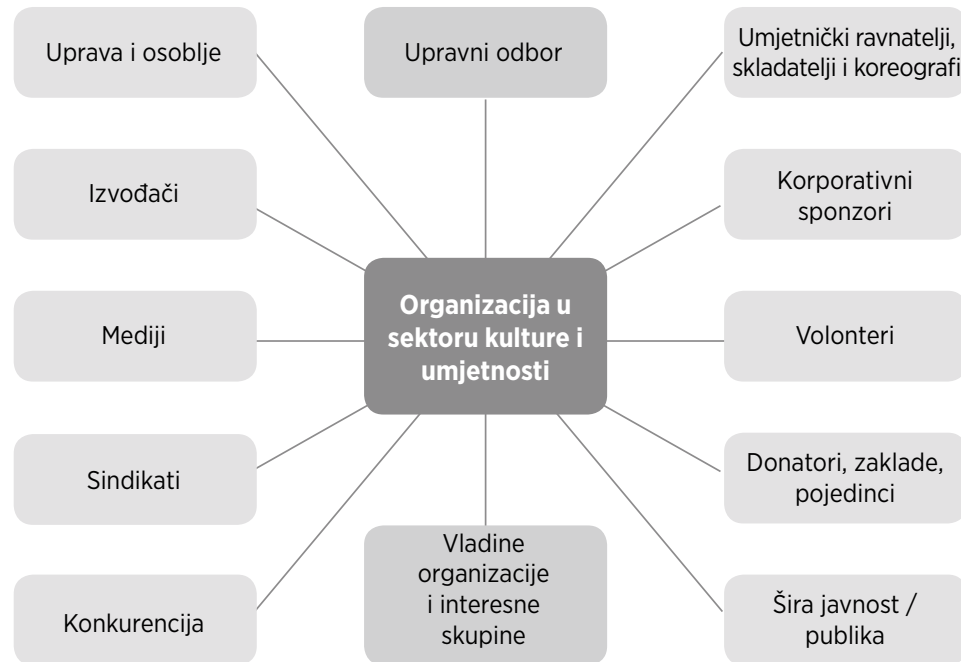 Uprava i osoblje
Upravni odbor
Umjetnički ravnatelji,
skladatelji i koreografi
Izvođači
Korporativni
sponzori
Organizacija u
sektoru kulture i
umjetnosti
Mediji
Volonteri
Sindikati
Donatori, zaklade,
pojedinci
Vladine
organizacije
i interesne
skupine
Konkurencija
Šira javnost /
publika